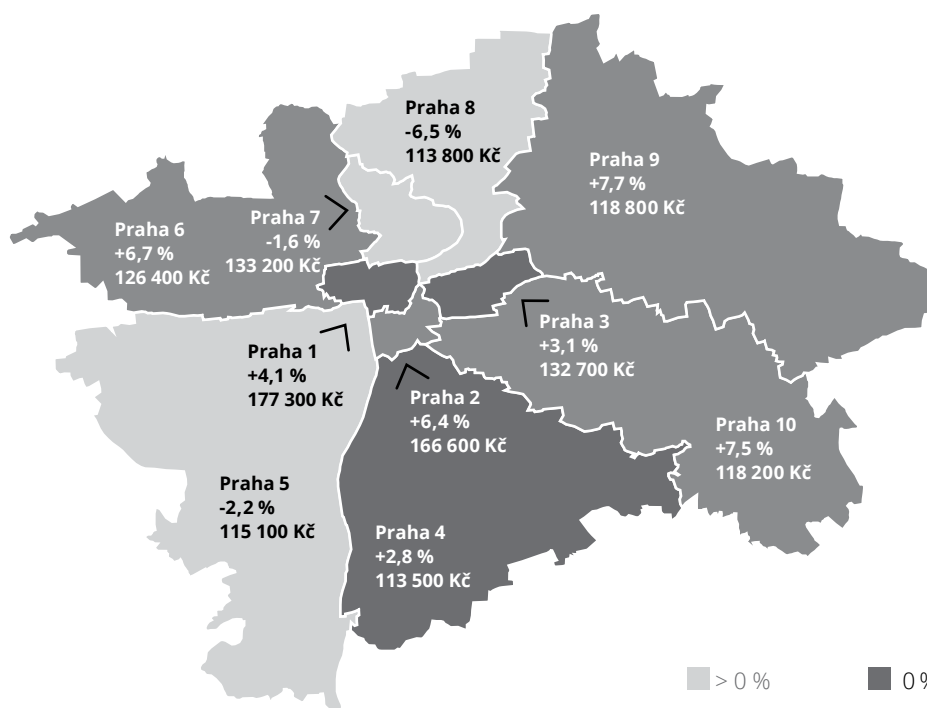 Praha 8
-6,5 %
113 800 Kč
Praha 9
+7,7 %
118 800 Kč
Praha 6
+6,7 %
126 400 Kč
Praha 7
-1,6 %
133 200 Kč
Praha 3
+3,1 %
132 700 Kč
Praha 1
+4,1 %
177 300 Kč
Praha 2
+6,4 %
166 600 Kč
Praha 10
+7,5 %
118 200 Kč
Praha 5
-2,2 %
115 100 Kč
Praha 4
+2,8 %
113 500 Kč
> 0 %
0 %